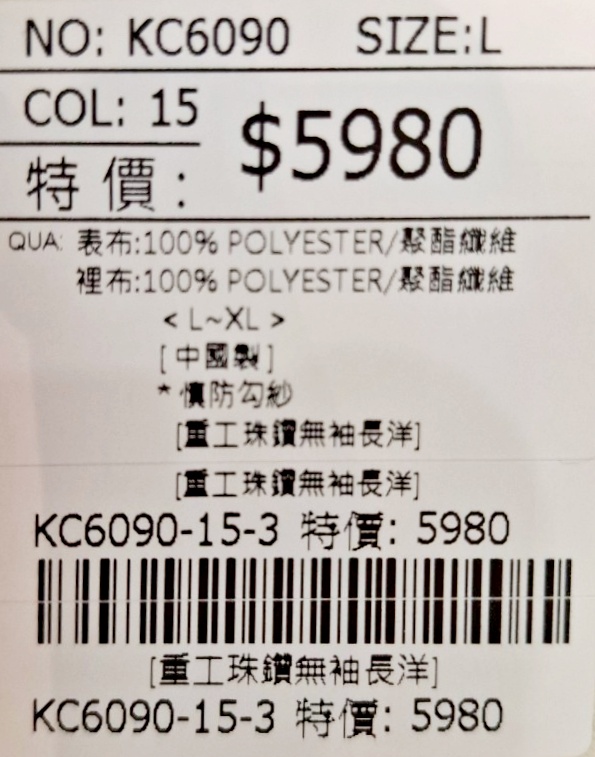 NO: KC6090 SIZE:L
COL: 15
$5980
特價:
QUA: 表布:100% POLYESTER/聚酯纖維
裡布:100% POLYESTER/聚酯纖維
< L~XL >
[ 中國製 ]
* 慎防勾紗
[重工珠鑽無袖長洋]
[重工珠鑽無袖長洋]
KC6090-15-3 特價: 5980
[重工珠鑽無袖長洋]
KC6090-15-3 特價: 5980